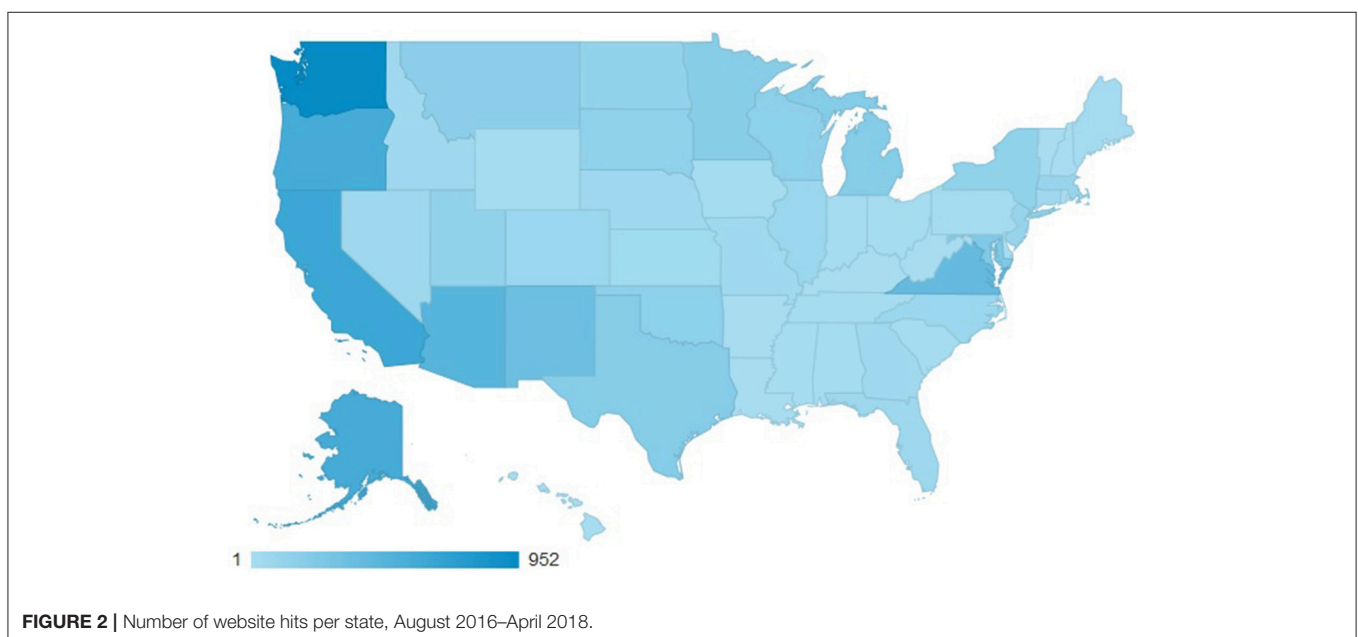 1 952
FIGURE 2 | Number of website hits per state, August 2016–April 2018.